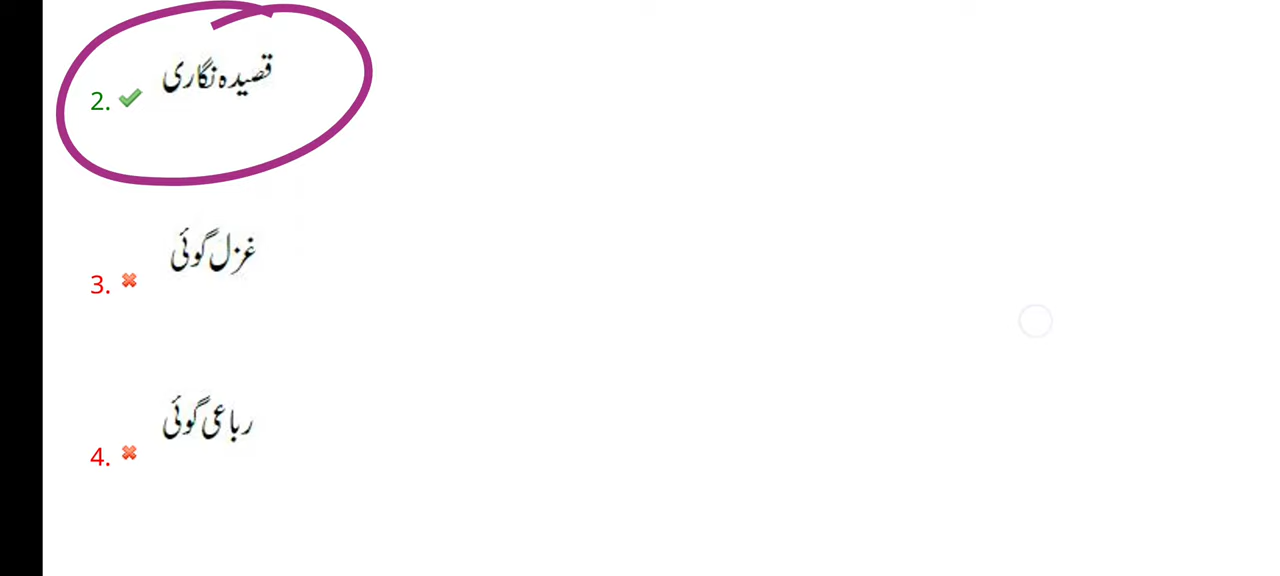 2. قصیدہ نگاری
3. غزل گوئی
4. رباعی گوئی